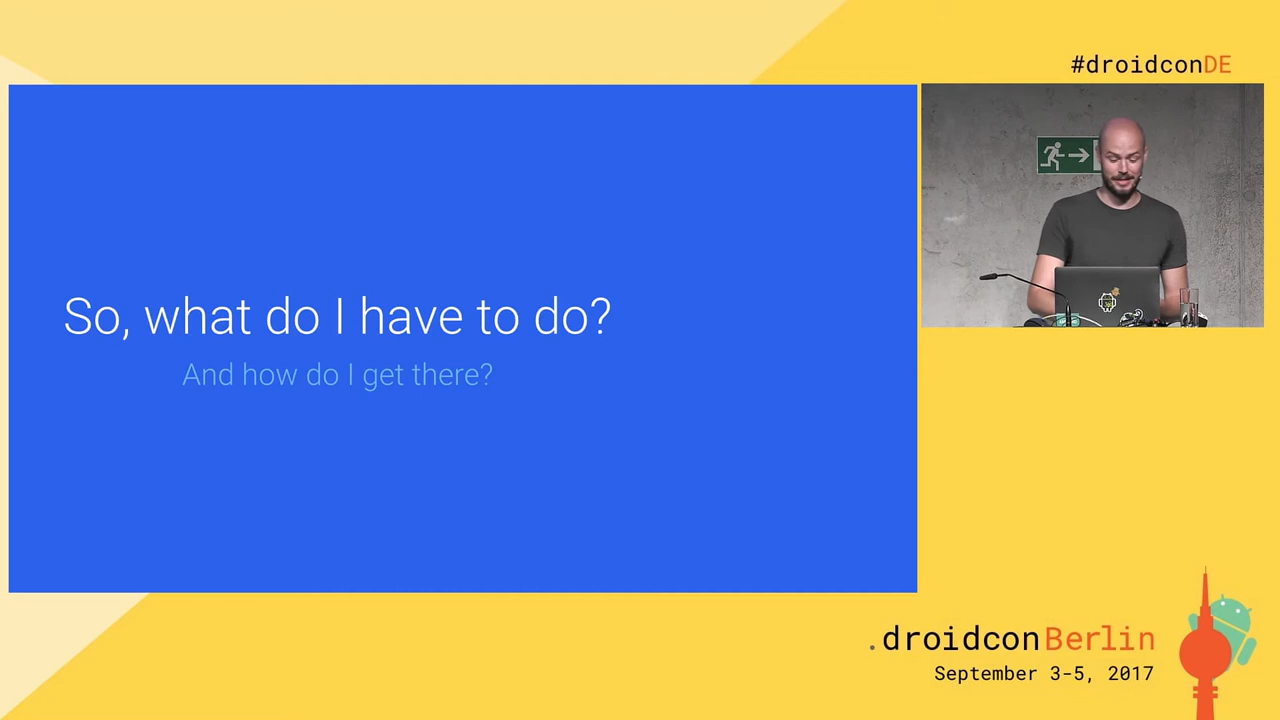 #droidconDE
So, what do I have to do?
And how do I get there?
.droidconBerlin
September 3-5, 2017